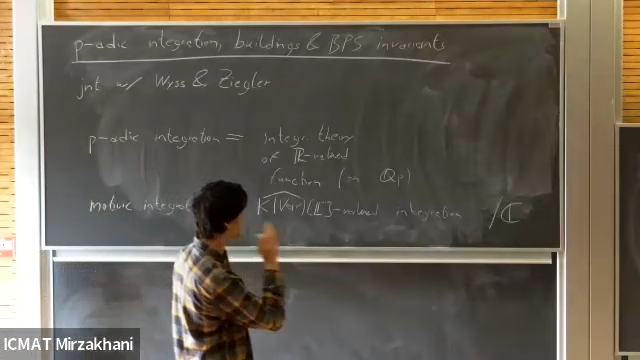 p-adic integration, buildings & BPS invariants
jnt w/ Wyss & Ziegler
p-adic integration = integr. theory
of ℝ-valued
function (on ℚp)
motivic integrat K(Var)[𝕃]-valued integration /ℂ
ICMAT Mirzakhani